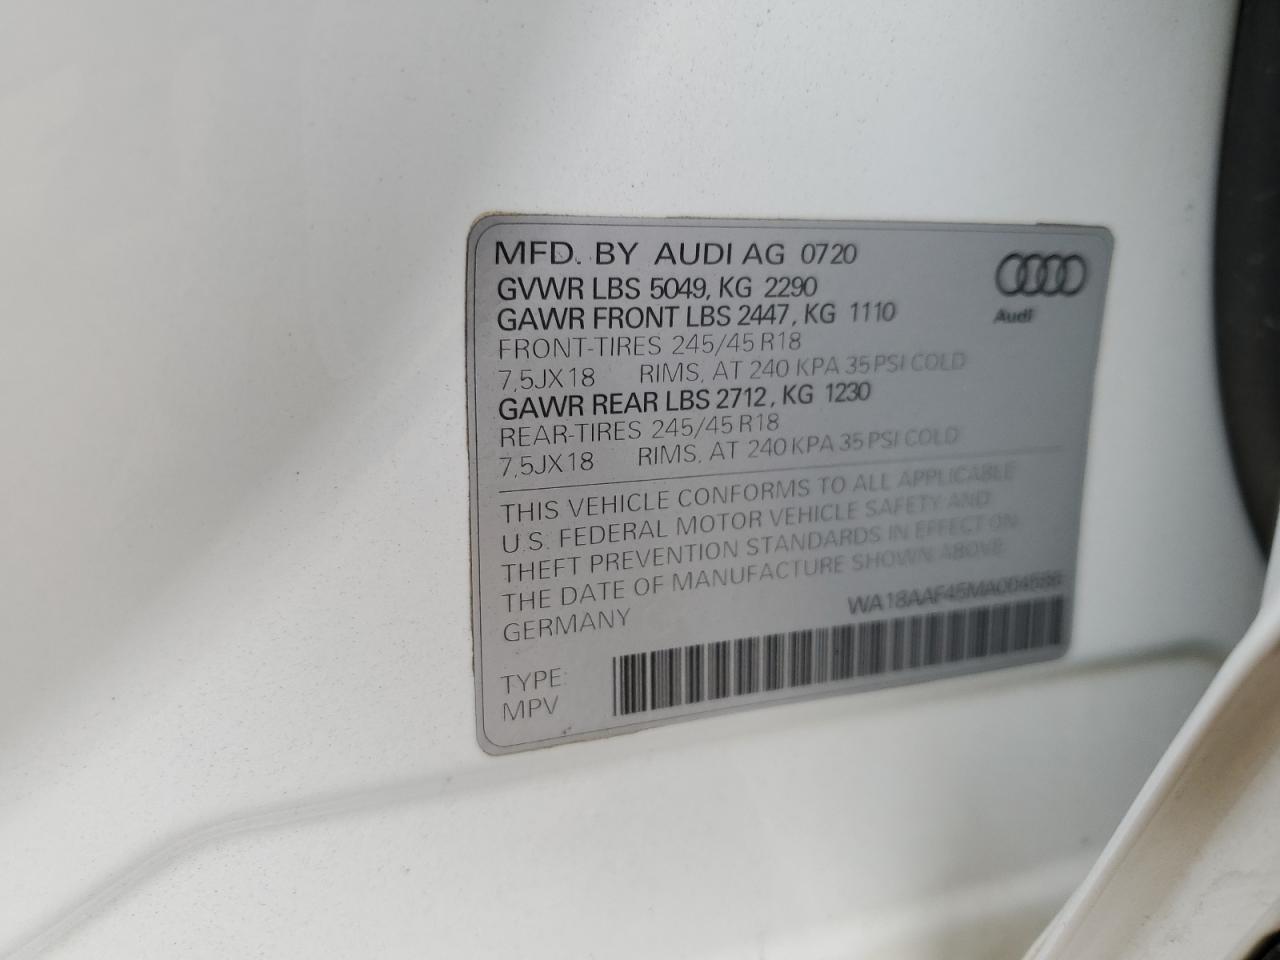 MFD. BY AUDI AG 0720
GVWR LBS 5049, KG 2290
GAWR FRONT LBS 2447, KG 1110
Audi
FRONT-TIRES 245/45 R18
7,5JX18 RIMS, AT 240 KPA 35 PSI COLD
GAWR REAR LBS 2712, KG 1230
REAR-TIRES 245/45 R18
7,5JX18 RIMS, AT 240 KPA 35 PSI COLD
THIS VEHICLE CONFORMS TO ALL APPLICABLE
U.S. FEDERAL MOTOR VEHICLE SAFETY AND
THEFT PREVENTION STANDARDS IN EFFECT ON
THE DATE OF MANUFACTURE SHOWN ABOVE.
GERMANY
TYPE:
MPV